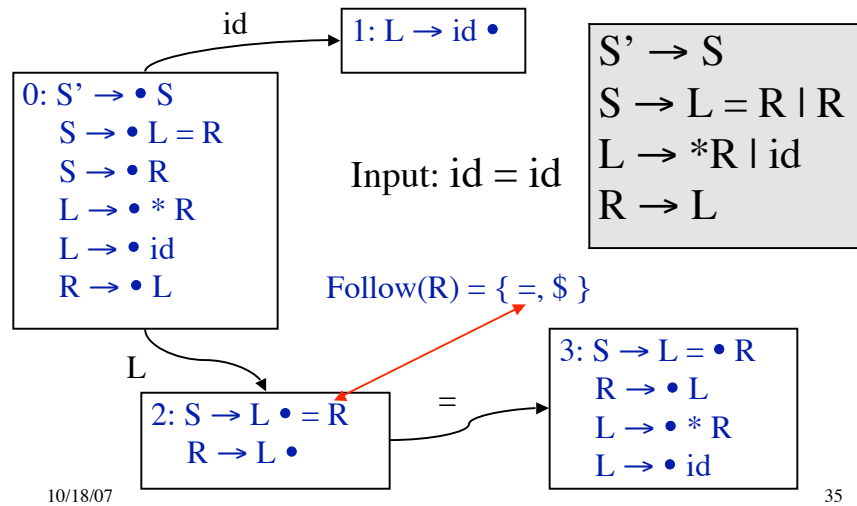 id
1: L → id •
0: S’ → • S
S → • L = R
S → • R
L → • * R
L → • id
R → • L
S’ → S
S → L = R | R
L → *R | id
R → L
Input: id = id
Follow(R) = { =, $ }
L
2: S → L • = R
R → L •
=
3: S → L = • R
R → • L
L → • * R
L → • id
10/18/07
35